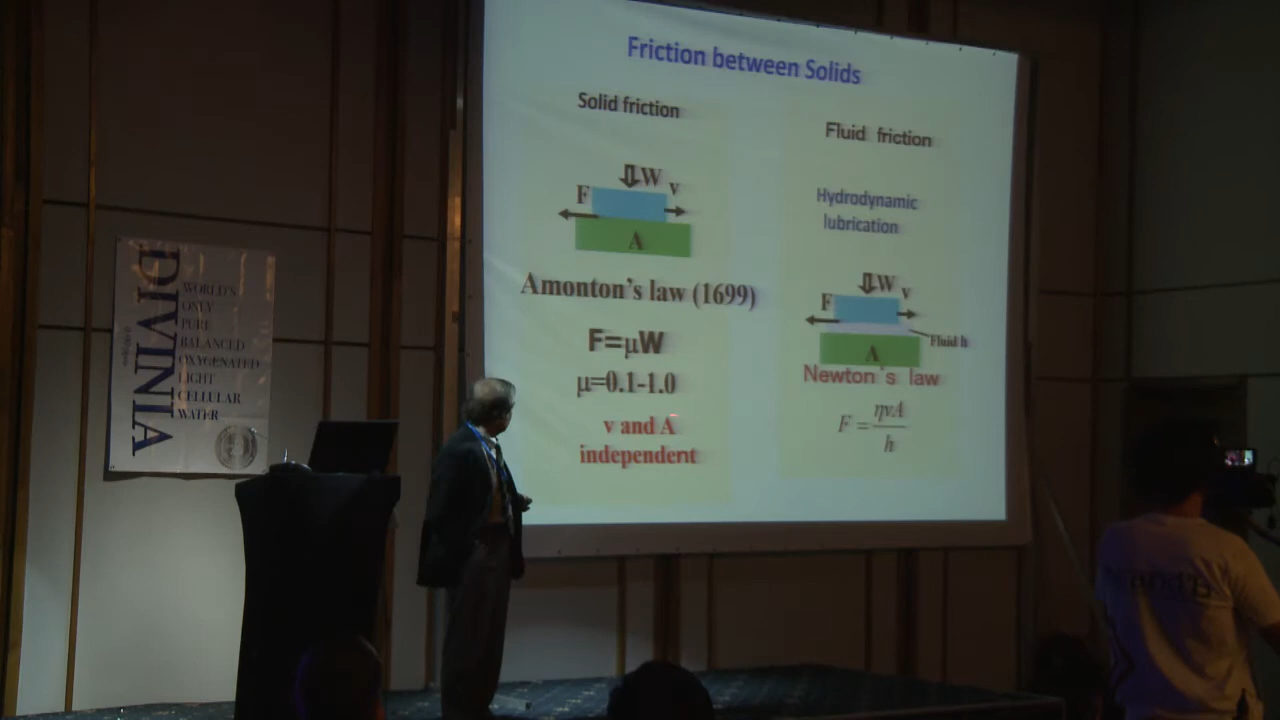 Friction between Solids
Solid friction
W
F
v
A
Amonton's law (1699)
F=μW
μ=0.1-1.0
v and A
independent
Fluid friction
Hydrodynamic
lubrication
W
F
v
Fluid h
A
Newton's law
F = ηvA / h
DIVINIA
WORLD'S
ONLY
PURE
BALANCED
OXYGENATED
LIGHT
CELLULAR
WATER